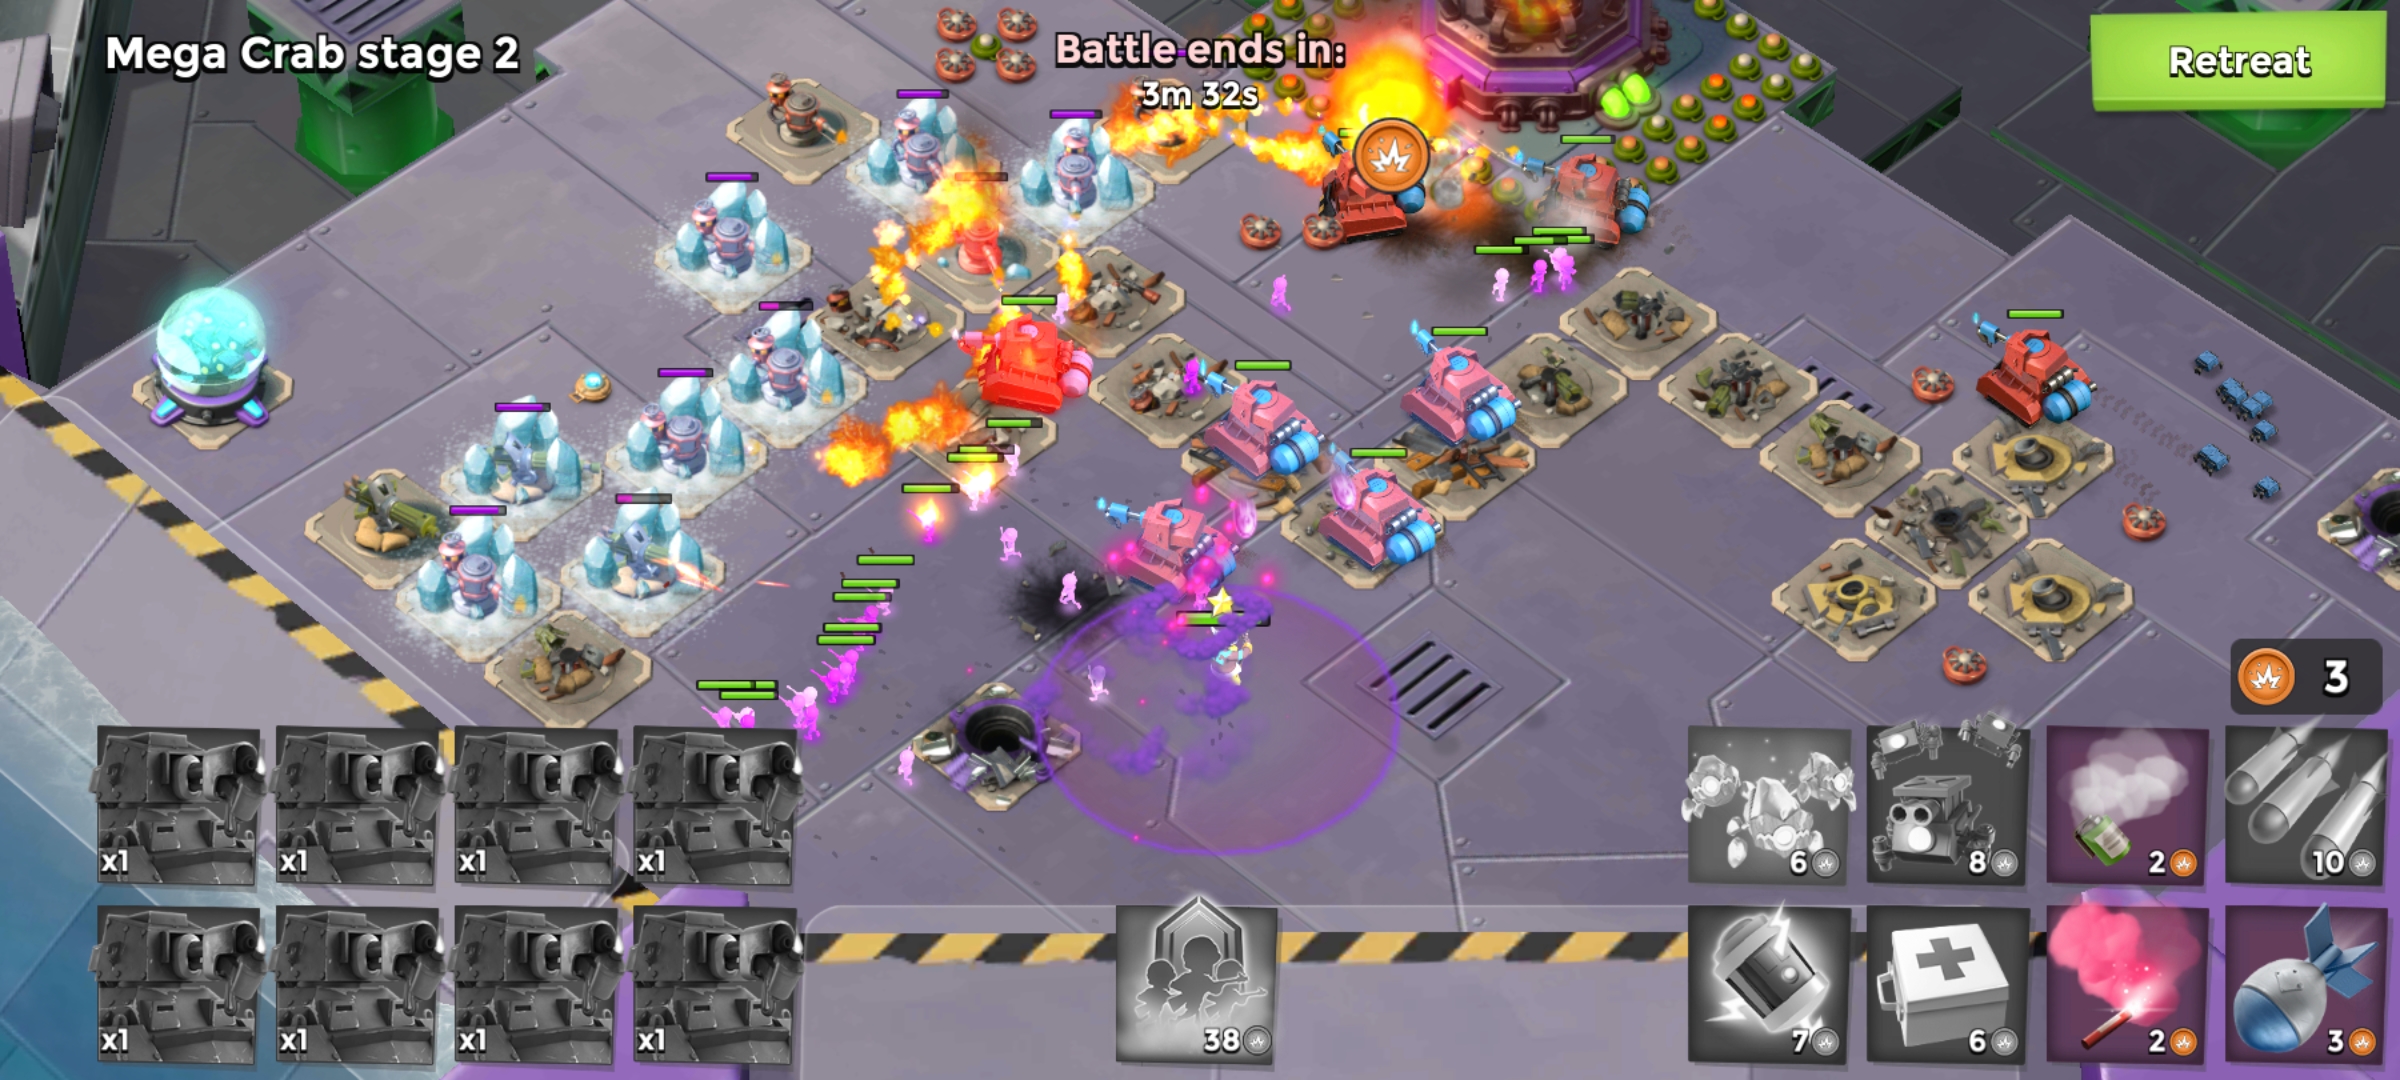 Mega Crab stage 2
Battle ends in:
3m 32s
Retreat
3
x1
x1
x1
x1
6
8
2
10
x1
x1
x1
x1
38
7
6
2
3